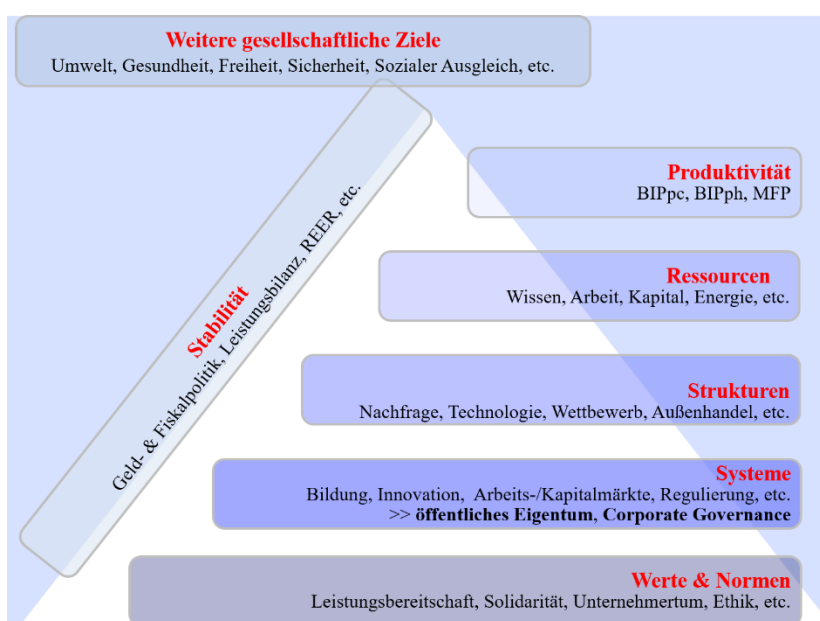 Weitere gesellschaftliche Ziele
Umwelt, Gesundheit, Freiheit, Sicherheit, Sozialer Ausgleich, etc.
Stabilität
Geld- & Fiskalpolitik, Leistungsbilanz, REER, etc.
Produktivität
BIPpc, BIPph, MFP
Ressourcen
Wissen, Arbeit, Kapital, Energie, etc.
Strukturen
Nachfrage, Technologie, Wettbewerb, Außenhandel, etc.
Systeme
Bildung, Innovation, Arbeits-/Kapitalmärkte, Regulierung, etc.
>> öffentliches Eigentum, Corporate Governance
Werte & Normen
Leistungsbereitschaft, Solidarität, Unternehmertum, Ethik, etc.